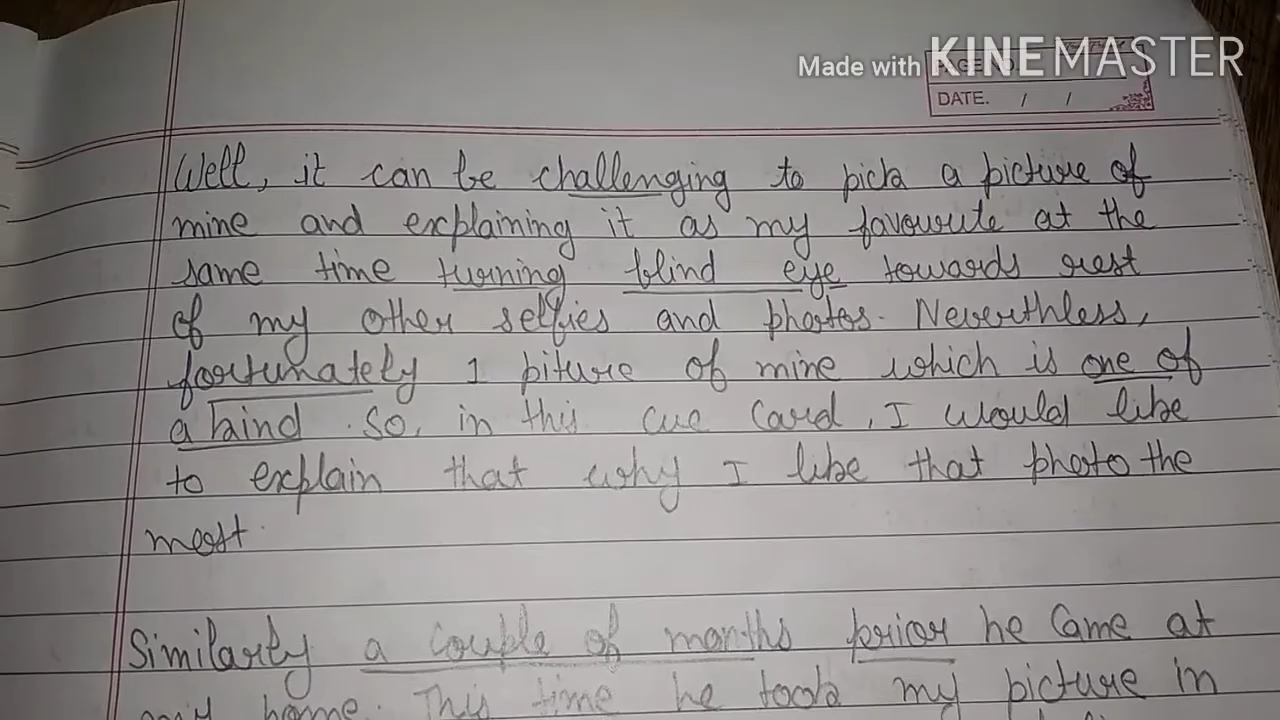 Made with KINEMASTER
PAGE NO.
DATE. / /
Well, it can be challenging to pick a picture of
mine and explaining it as my favourite at the
same time turning blind eye towards rest
of my other selfies and photos. Nevertheless,
fortunately I piture of mine which is one of
a kind. So, in this cue card, I would like
to explain that why I like that photo the
most.
Similarly a couple of months prior he came at
my home. This time he took my picture in